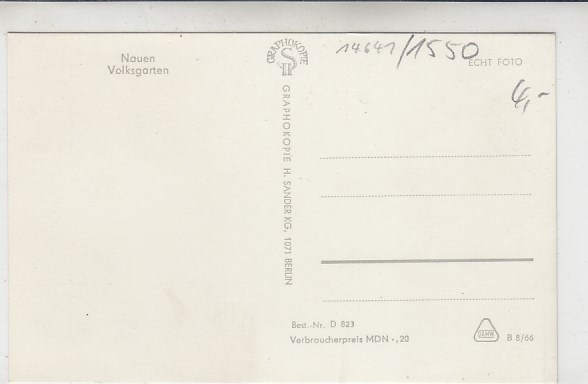 Nauen
Volksgarten
GRAPHOKOPIE
H S
GRAPHOKOPIE H. SANDER KG, 1071 BERLIN
14641/1550
ECHT FOTO
4,-
Best.-Nr. D 823
Verbraucherpreis MDN -,20
DAMW
B 8/66